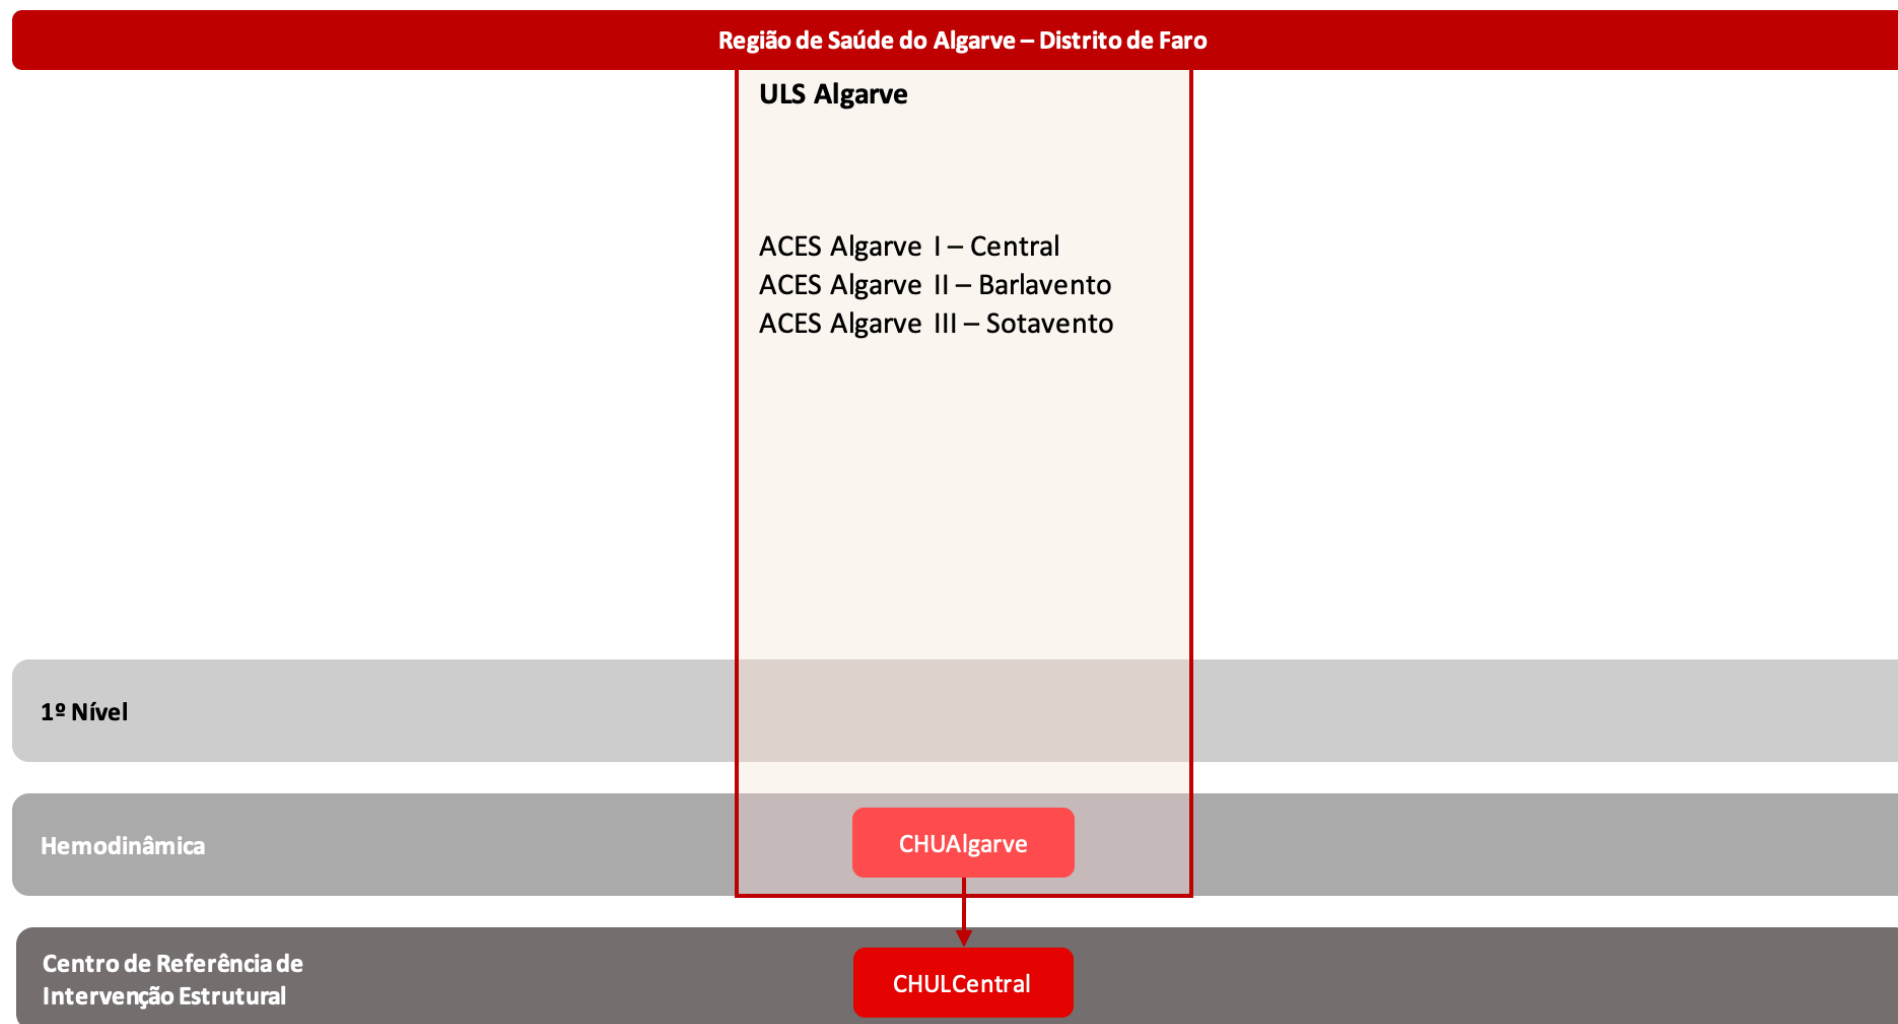 Região de Saúde do Algarve – Distrito de Faro
ULS Algarve
ACES Algarve I – Central
ACES Algarve II – Barlavento
ACES Algarve III – Sotavento
1º Nível
Hemodinâmica
CHUAlgarve
Centro de Referência de
Intervenção Estrutural
CHULCentral